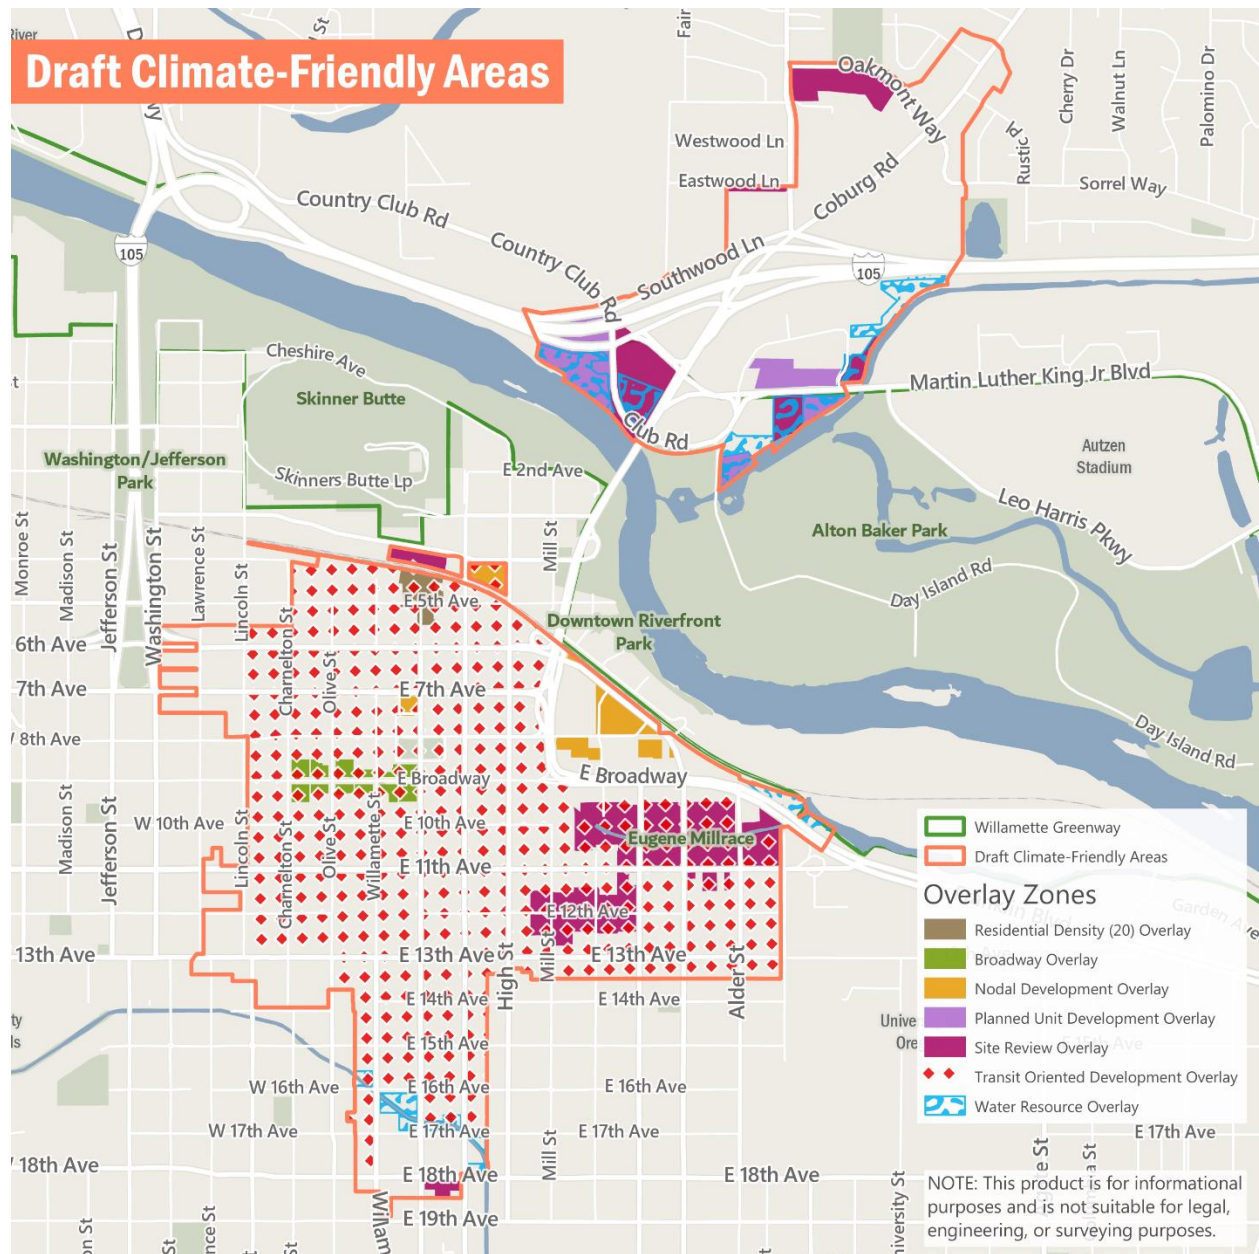 Draft Climate-Friendly Areas
River
Fair
Oakmont Way
Cherry Dr
Walnut Ln
Palomino Dr
Westwood Ln
Eastwood Ln
Rustic Pl
Sorrel Way
Coburg Rd
Country Club Rd
Country Club Rd
Southwood Ln
105
105
Cheshire Ave
Skinner Butte
Martin Luther King Jr Blvd
Club Rd
Autzen
Stadium
Washington/Jefferson
Park
Skinners Butte Lp
E 2nd Ave
Leo Harris Pkwy
Alton Baker Park
Monroe St
Madison St
Jefferson St
Washington St
Lawrence St
Lincoln St
Mill St
Day Island Rd
E 5th Ave
Charnelton St
Olive St
Downtown Riverfront
Park
6th Ave
7th Ave
E 7th Ave
8th Ave
Day Island Rd
E Broadway
E Broadway
Madison St
Jefferson St
W 10th Ave
Lincoln St
Charnelton St
Olive St
Willamette St
E 10th Ave
Eugene Millrace
E 11th Ave
E 12th Ave
13th Ave
E 13th Ave
High St
Mill St
E 13th Ave
Alder St
E 14th Ave
E 14th Ave
E 15th Ave
W 16th Ave
E 16th Ave
E 16th Ave
W 17th Ave
E 17th Ave
Mill St
E 17th Ave
E 17th Ave
18th Ave
E 18th Ave
E 18th Ave
E 19th Ave
Willam
Willamette Greenway
Draft Climate-Friendly Areas
Overlay Zones
Residential Density (20) Overlay
Broadway Overlay
Nodal Development Overlay
Planned Unit Development Overlay
Site Review Overlay
Transit Oriented Development Overlay
Water Resource Overlay
NOTE: This product is for informational
purposes and is not suitable for legal,
engineering, or surveying purposes.